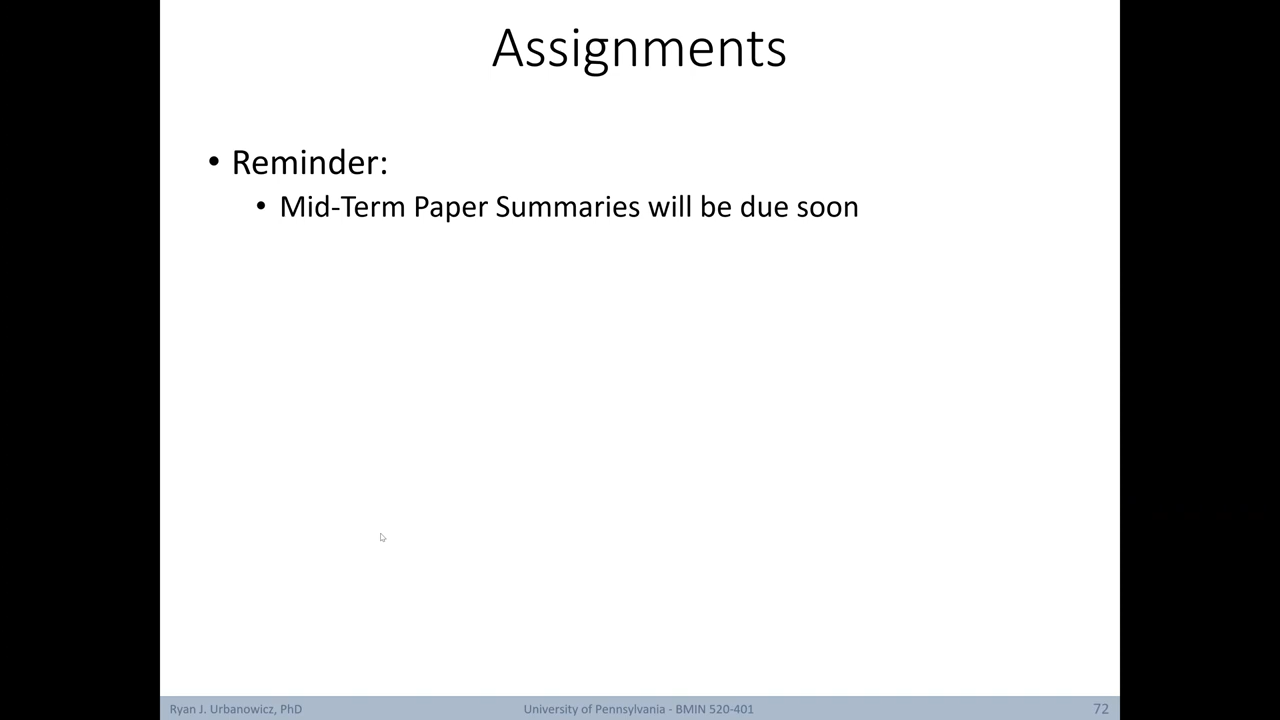 Assignments
• Reminder:
• Mid-Term Paper Summaries will be due soon
Ryan J. Urbanowicz, PhD
University of Pennsylvania - BMIN 520-401
72